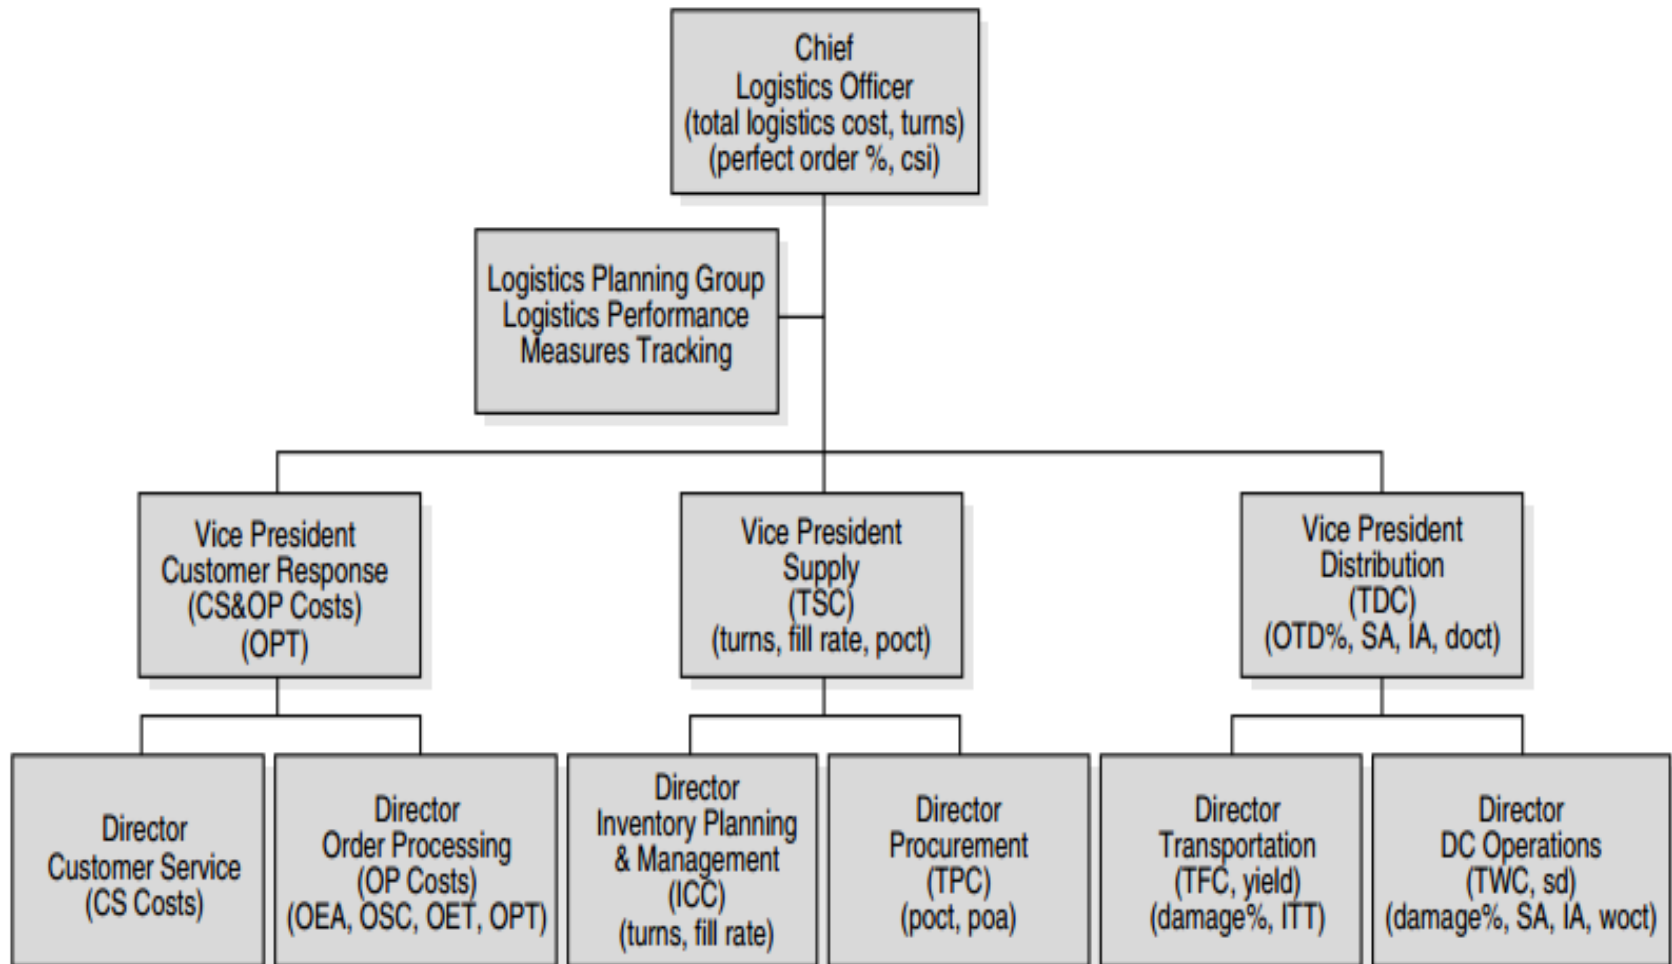 Chief
Logistics Officer
(total logistics cost, turns)
(perfect order %, csi)
Logistics Planning Group
Logistics Performance
Measures Tracking
Vice President
Customer Response
(CS&OP Costs)
(OPT)
Vice President
Supply
(TSC)
(turns, fill rate, poct)
Vice President
Distribution
(TDC)
(OTD%, SA, IA, doct)
Director
Customer Service
(CS Costs)
Director
Order Processing
(OP Costs)
(OEA, OSC, OET, OPT)
Director
Inventory Planning
& Management
(ICC)
(turns, fill rate)
Director
Procurement
(TPC)
(poct, poa)
Director
Transportation
(TFC, yield)
(damage%, ITT)
Director
DC Operations
(TWC, sd)
(damage%, SA, IA, woct)